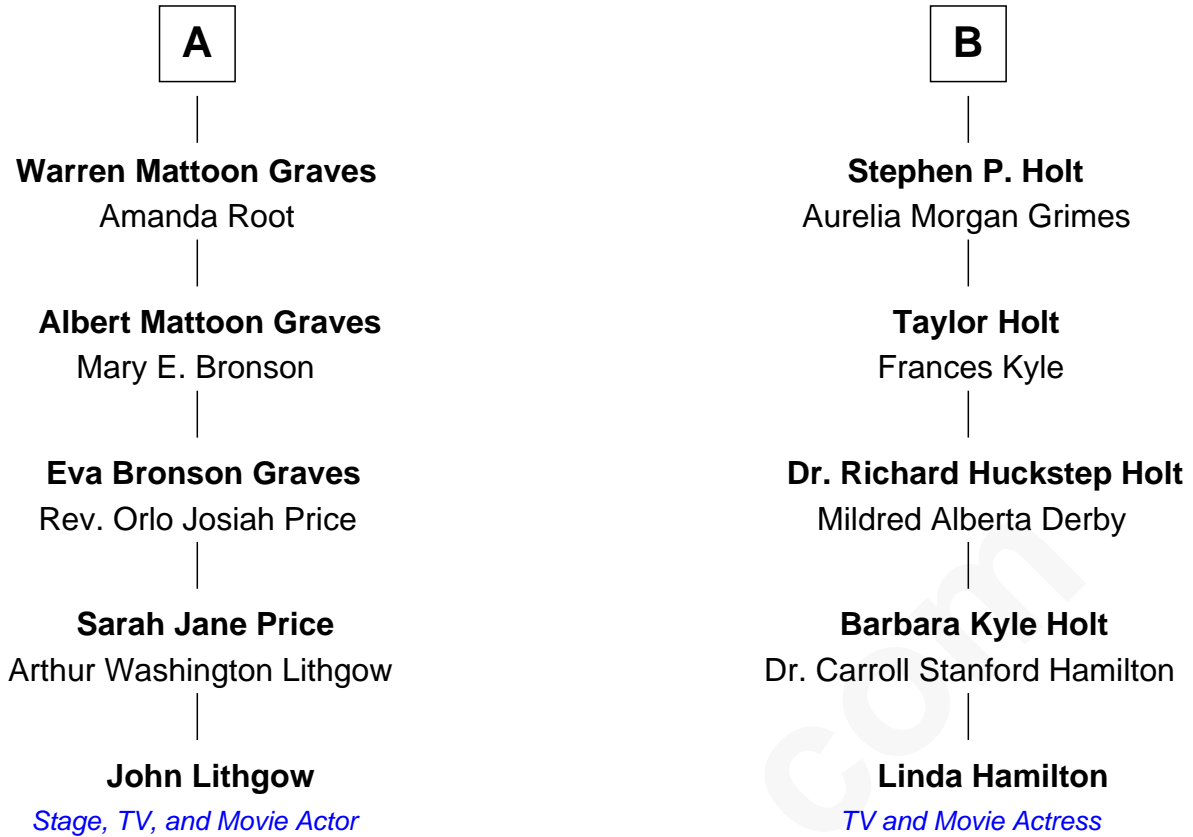 A
Warren Mattoon Graves
Amanda Root
Albert Mattoon Graves
Mary E. Bronson
Eva Bronson Graves
Rev. Orlo Josiah Price
Sarah Jane Price
Arthur Washington Lithgow
John Lithgow
Stage, TV, and Movie Actor
B
Stephen P. Holt
Aurelia Morgan Grimes
Taylor Holt
Frances Kyle
Dr. Richard Huckstep Holt
Mildred Alberta Derby
Barbara Kyle Holt
Dr. Carroll Stanford Hamilton
Linda Hamilton
TV and Movie Actress
com